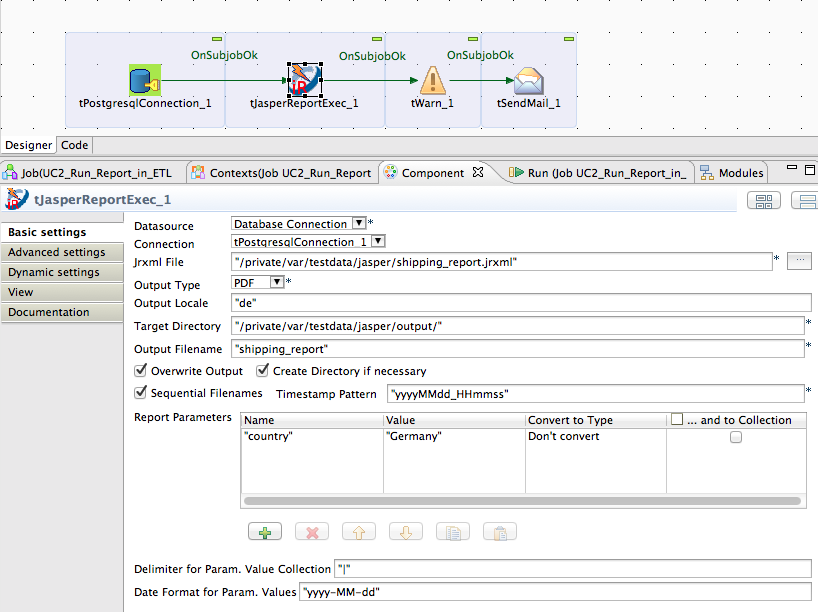 OnSubjobOk OnSubjobOk OnSubjobOk
tPostgresqlConnection_1 tJasperReportExec_1 tWarn_1 tSendMail_1
Designer Code
Job(UC2_Run_Report_in_ETL Contexts(Job UC2_Run_Report Component Run (Job UC2_Run_Report_in_ Modules
tJasperReportExec_1
Basic settings
Advanced settings
Dynamic settings
View
Documentation
Datasource Database Connection *
Connection tPostgresqlConnection_1
Jrxml File "/private/var/testdata/jasper/shipping_report.jrxml" * ...
Output Type PDF *
Output Locale "de"
Target Directory "/private/var/testdata/jasper/output/" *
Output Filename "shipping_report" *
Overwrite Output Create Directory if necessary
Sequential Filenames Timestamp Pattern "yyyyMMdd_HHmmss" *
Report Parameters Name Value Convert to Type ... and to Collection
"country" "Germany" Don't convert
Delimiter for Param. Value Collection "|"
Date Format for Param. Values "yyyy-MM-dd"